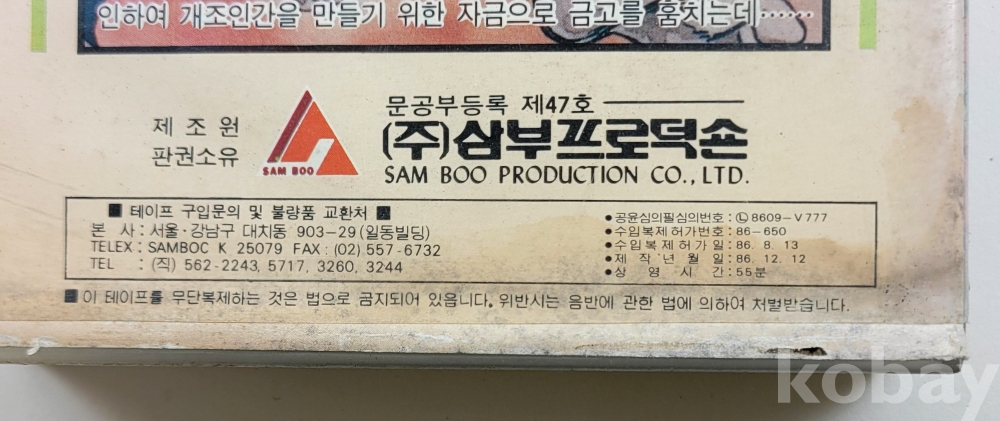 인하여 개조인간을 만들기 위한 자금으로 금고를 훔치는데……
제 조 원
판권소유
SAM BOO
문공부등록 제47호
(주)삼부프로덕숀
SAM BOO PRODUCTION CO., LTD.
■ 테이프 구입문의 및 불량품 교환처 ■
본 사 : 서울·강남구 대치동 903-29 (일동빌딩)
TELEX : SAMBOC K 25079 FAX : (02) 557-6732
TEL : (직) 562-2243, 5717, 3260, 3244
●공윤심의필심의번호 : Ⓛ 8609-V777
●수입복제허가번호 : 86-650
●수입복제허가일 : 86. 8. 13
●제 작 년 월 일 : 86. 12. 12
●상 영 시 간 : 55분
■ 이 테이프를 무단복제하는 것은 법으로 금지되어 있읍니다. 위반시는 음반에 관한 법에 의하여 처벌받습니다.
kobay